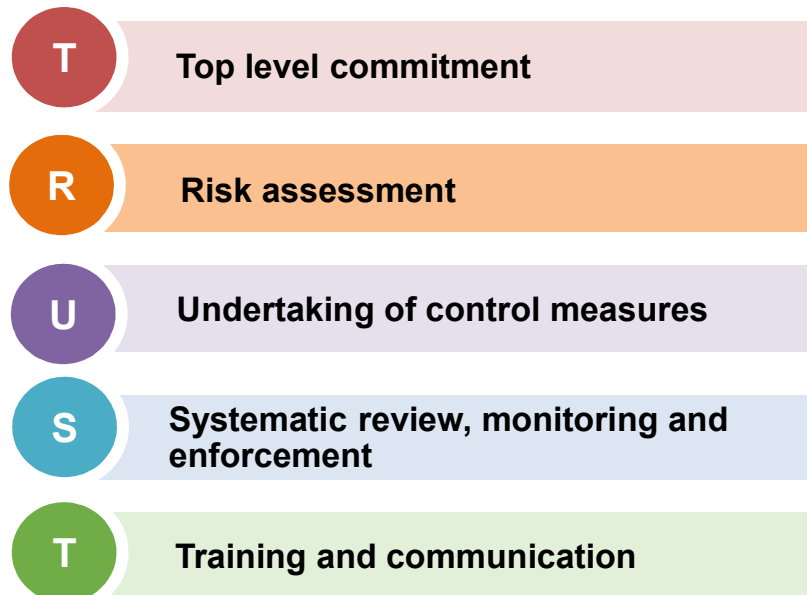 T
Top level commitment
R
Risk assessment
U
Undertaking of control measures
S
Systematic review, monitoring and
enforcement
T
Training and communication